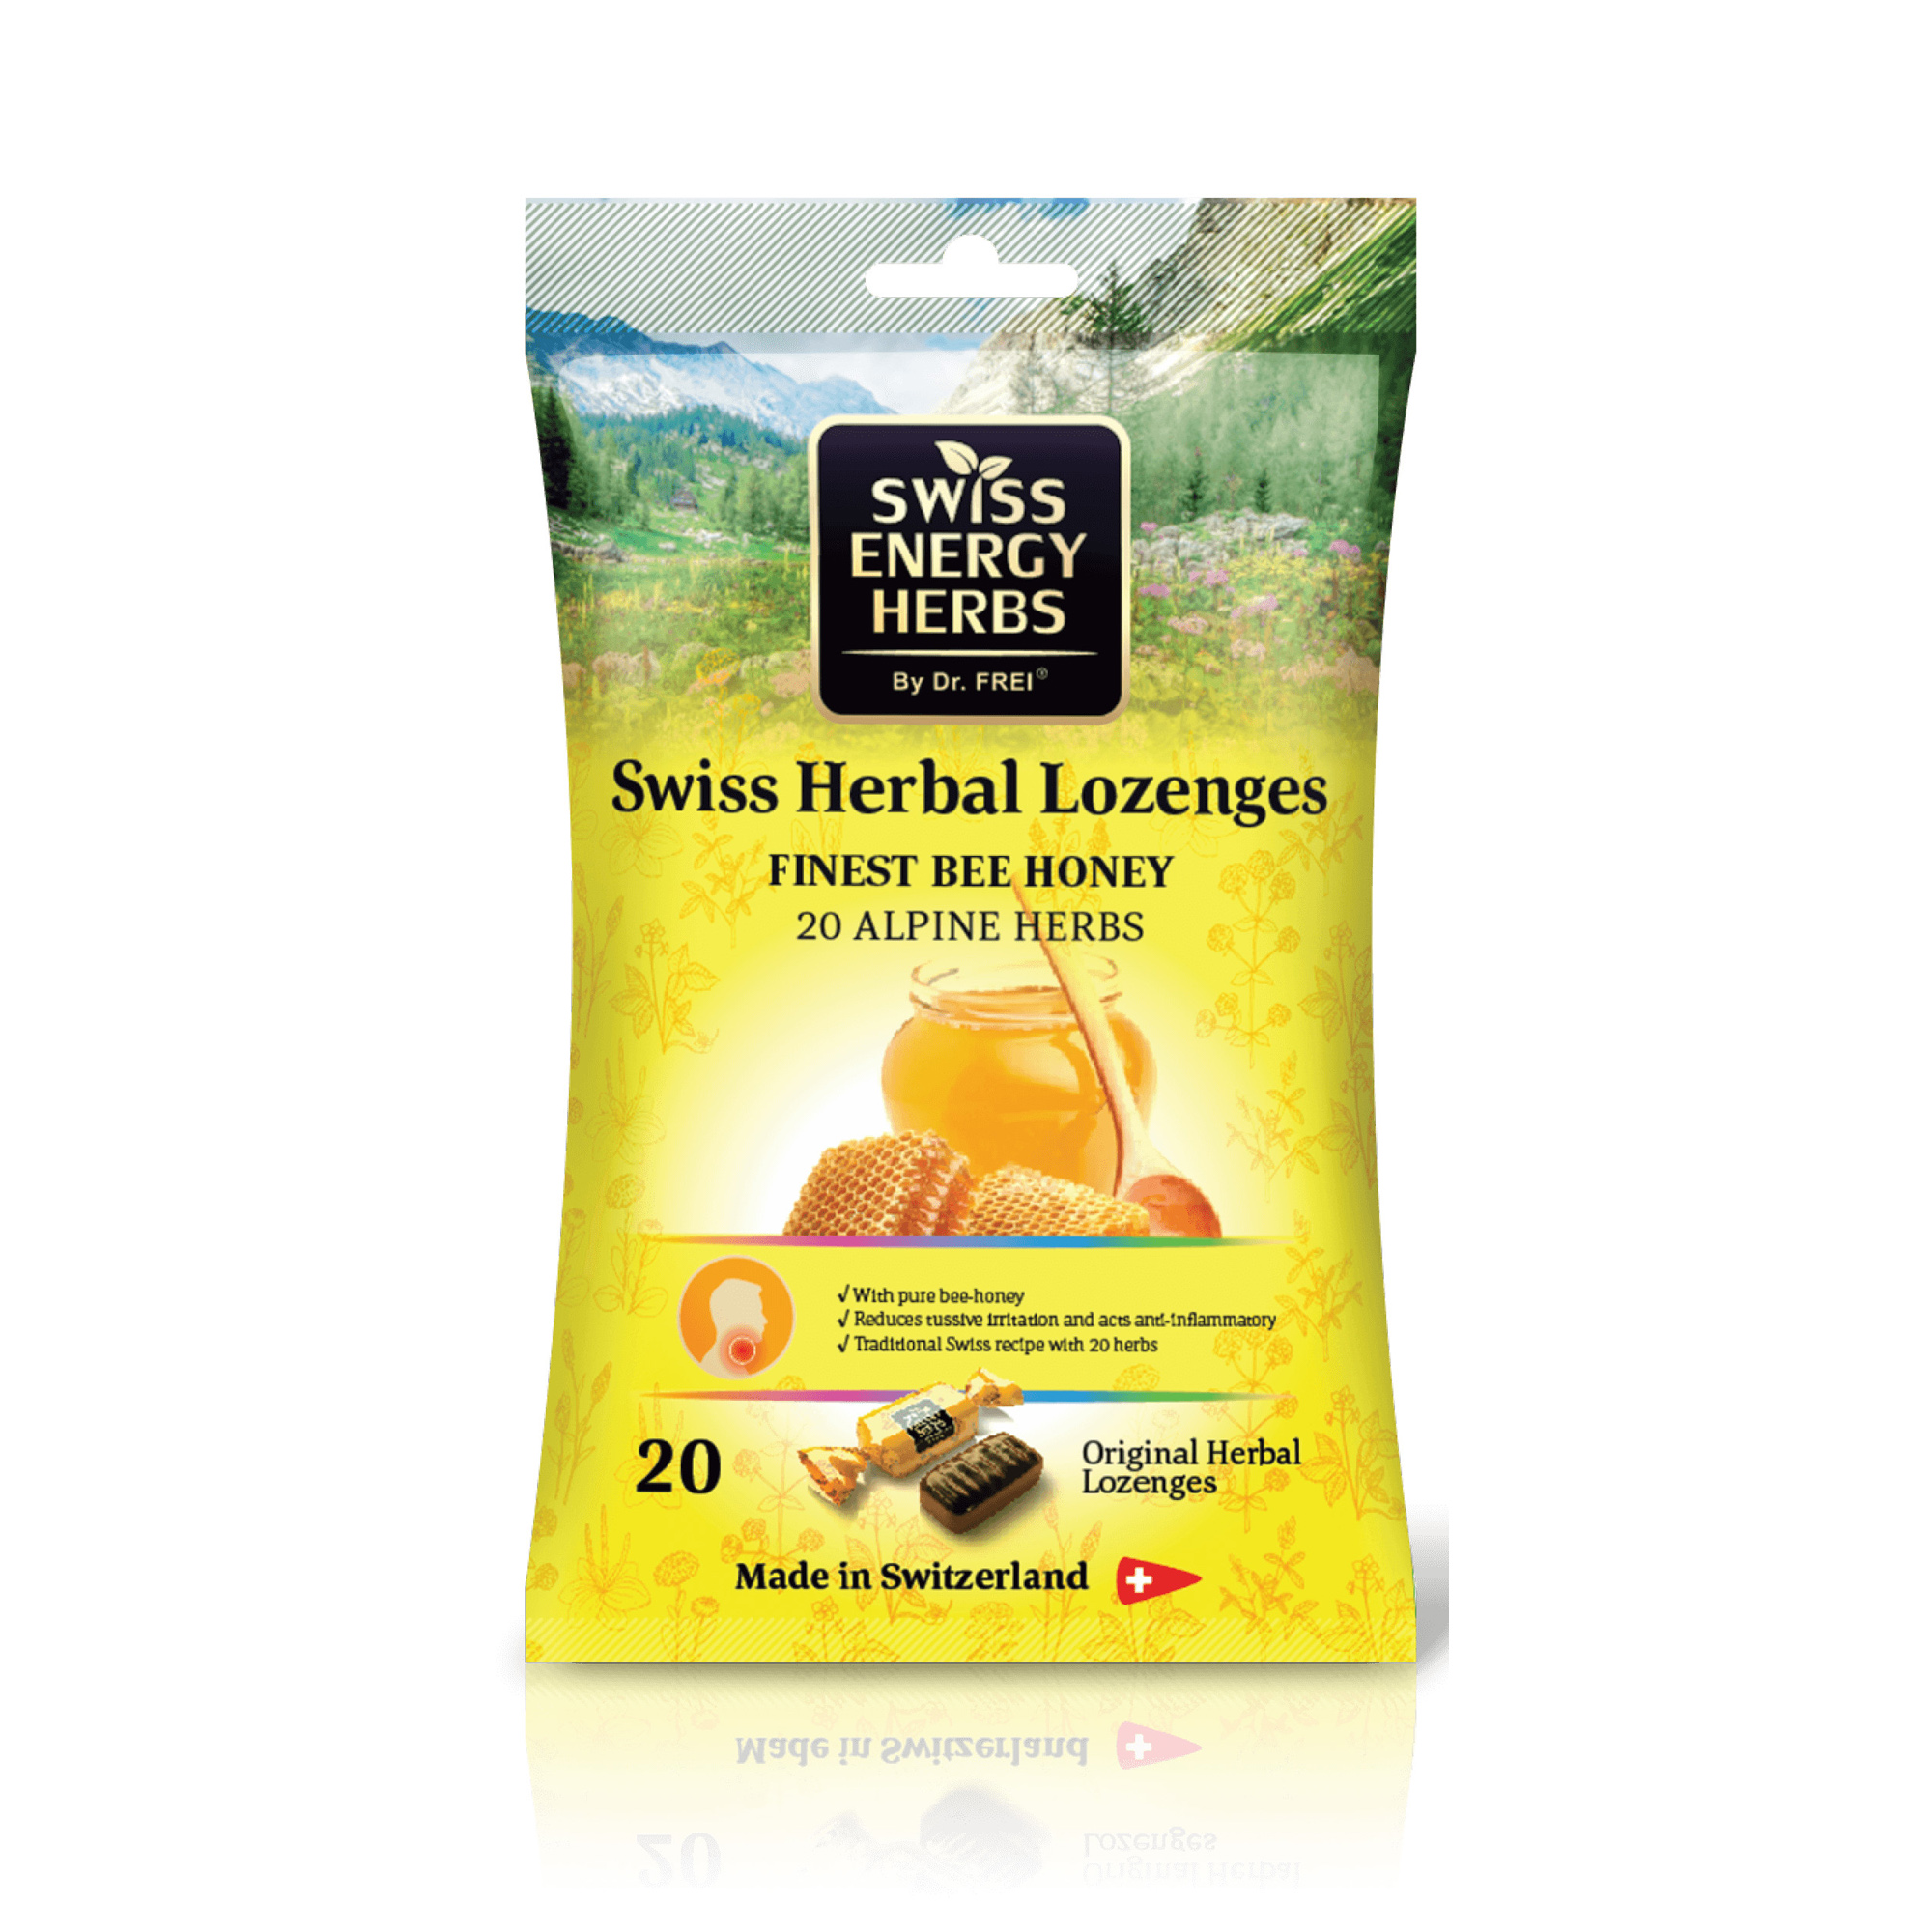 SWISS
ENERGY
HERBS
By Dr. FREI®
Swiss Herbal Lozenges
FINEST BEE HONEY
20 ALPINE HERBS
√ With pure bee-honey
√ Reduces tussive irritation and acts anti-inflammatory
√ Traditional Swiss recipe with 20 herbs
20
Original Herbal
Lozenges
Made in Switzerland